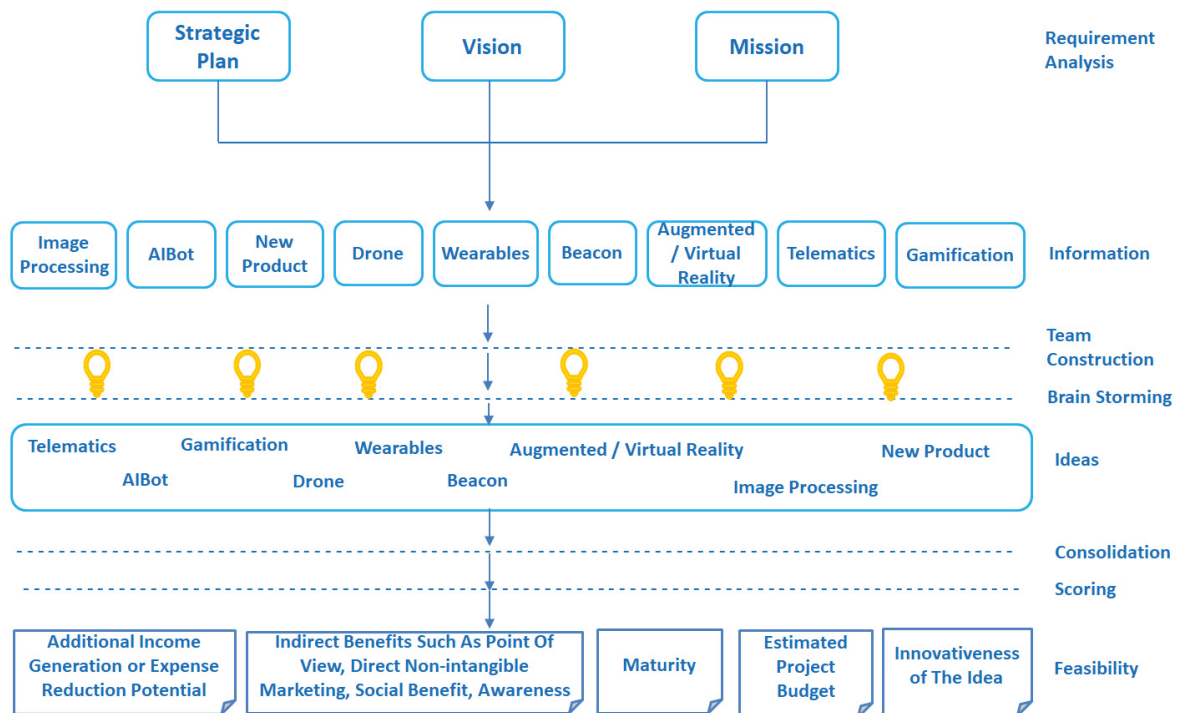 Strategic
Plan
Vision
Mission
Requirement
Analysis
Image
Processing
AIBot
New
Product
Drone
Wearables
Beacon
Augmented
/ Virtual
Reality
Telematics
Gamification
Information
Team
Construction
Brain Storming
Telematics
Gamification
Wearables
Augmented / Virtual Reality
New Product
AIBot
Drone
Beacon
Image Processing
Ideas
Consolidation
Scoring
Additional Income
Generation or Expense
Reduction Potential
Indirect Benefits Such As Point Of
View, Direct Non-intangible
Marketing, Social Benefit, Awareness
Maturity
Estimated
Project
Budget
Innovativeness
of The Idea
Feasibility